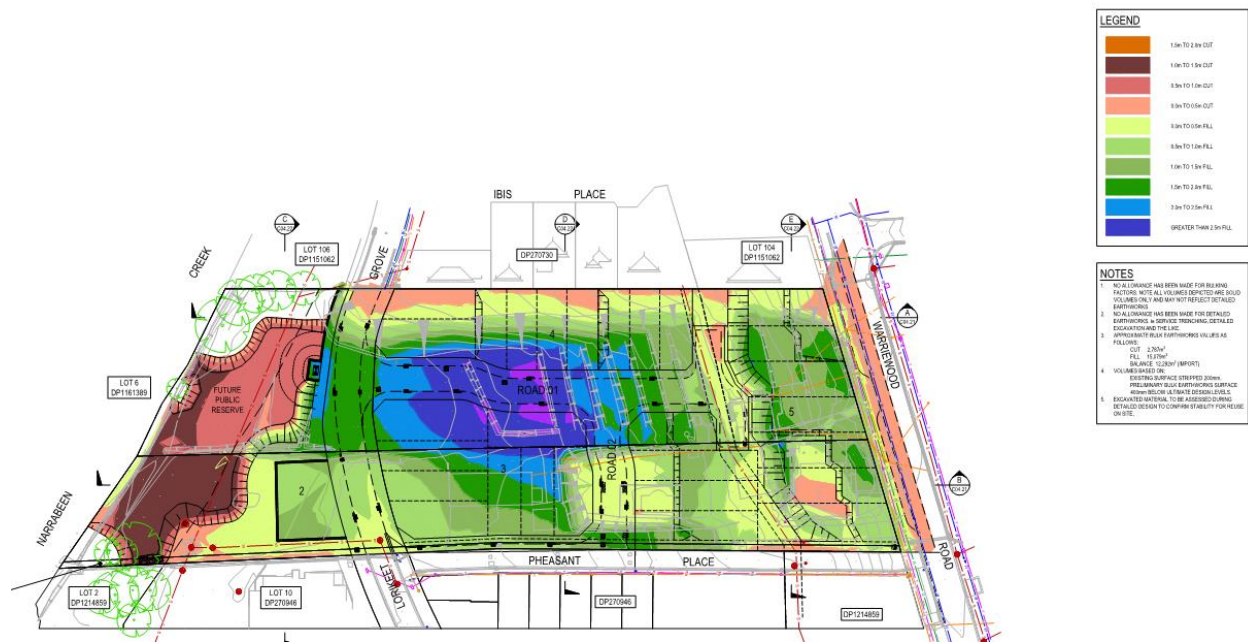 LEGEND
1.5m TO 2.0m CUT
1.0m TO 1.5m CUT
0.5m TO 1.0m CUT
0.0m TO 0.5m CUT
0.0m TO 0.5m FILL
0.5m TO 1.0m FILL
1.0m TO 1.5m FILL
1.5m TO 2.0m FILL
2.0m TO 2.5m FILL
GREATER THAN 2.5m FILL
NOTES
1. NO ALLOWANCE HAS BEEN MADE FOR BULKING
FACTORS. NOTE ALL VOLUMES DEPICTED ARE SOLID
VOLUMES ONLY AND MAY NOT REFLECT DETAILED
EARTHWORKS.
2. NO ALLOWANCE HAS BEEN MADE FOR DETAILED
EARTHWORKS, ie SERVICE TRENCHING, DETAILED
EXCAVATION AND THE LIKE.
3. APPROXIMATE BULK EARTHWORKS VALUES AS
FOLLOWS:
CUT 2,787m³
FILL 15,079m³
BALANCE 12,292m³ (IMPORT)
4. VOLUMES BASED ON:
EXISTING SURFACE STRIPPED 200mm.
PRELIMINARY BULK EARTHWORKS SURFACE
BELOW ULTIMATE DESIGN LEVELS.
5. EXCAVATED MATERIAL TO BE ASSESSED DURING
DETAILED DESIGN TO CONFIRM STABILITY FOR REUSE
ON SITE.
IBIS PLACE
C
D
E
LOT 106
DP1151062
DP270730
LOT 104
DP1151062
CREEK
GROVE
A
WARRIEWOOD
4
LOT 6
DP1161389
FUTURE
PUBLIC
RESERVE
ROAD 01
5
ROAD 02
3
2
B
NARRABEEN
LORIKEET
PHEASANT PLACE
ROAD
LOT 2
DP1214859
LOT 10
DP270946
DP270946
DP1214859